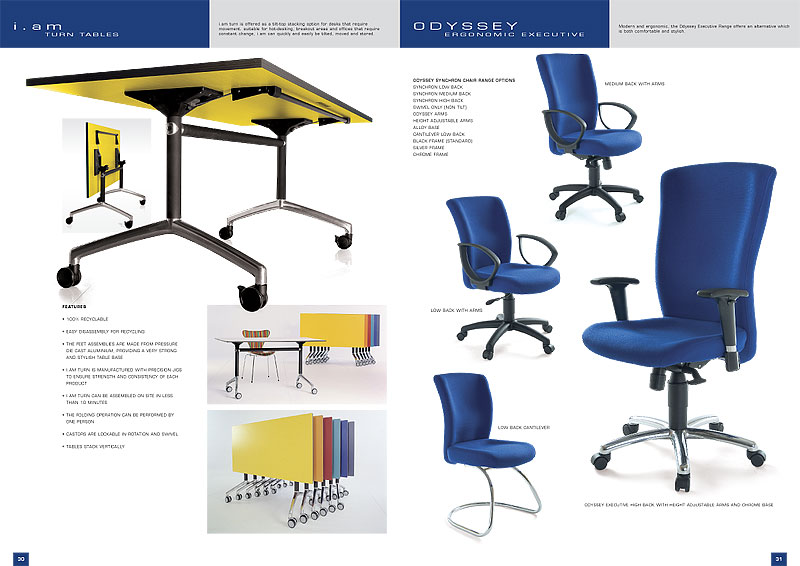 i.am
TURN TABLES
i am turn is offered as a tilt-top stacking option for desks that require
movement, suitable for hot-desking, breakout areas and offices that require
constant change. i am can quickly and easily be tilted, moved and stored
FEATURES
• 100% RECYCLABLE
• EASY DISASSEMBLY FOR RECYCLING
• THE FEET ASSEMBLIES ARE MADE FROM PRESSURE
DIE CAST ALUMINIUM, PROVIDING A VERY STRONG
AND STYLISH TABLE BASE
• I AM TURN IS MANUFACTURED WITH PRECISION JIGS
TO ENSURE STRENGTH AND CONSISTENCY OF EACH
PRODUCT
• I AM TURN CAN BE ASSEMBLED ON SITE IN LESS
THAN 10 MINUTES
• THE FOLDING OPERATION CAN BE PERFORMED BY
ONE PERSON
• CASTORS ARE LOCKABLE IN ROTATION AND SWIVEL
• TABLES STACK VERTICALLY
30
ODYSSEY
ERGONOMIC EXECUTIVE
Modern and ergonomic, the Odyssey Executive Range offers an alternative which
is both comfortable and stylish.
ODYSSEY SYNCHRON CHAIR RANGE OPTIONS
SYNCHRON LOW BACK
SYNCHRON MEDIUM BACK
SYNCHRON HIGH BACK
SWIVEL ONLY (NON TILT)
ODYSSEY ARMS
HEIGHT ADJUSTABLE ARMS
ALLOY BASE
CANTILEVER LOW BACK
BLACK FRAME (STANDARD)
SILVER FRAME
CHROME FRAME
MEDIUM BACK WITH ARMS
LOW BACK WITH ARMS
LOW BACK CANTILEVER
ODYSSEY EXECUTIVE HIGH BACK WITH HEIGHT ADJUSTABLE ARMS AND CHROME BASE
31